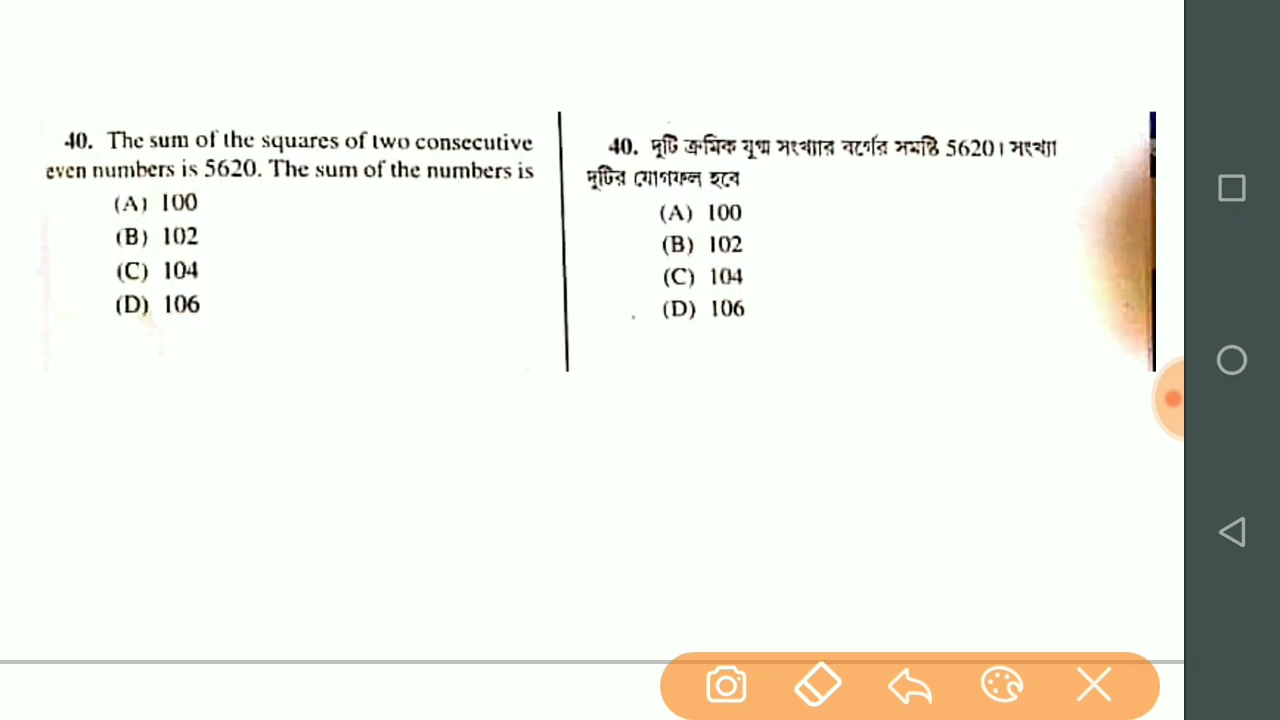 40. The sum of the squares of two consecutive
even numbers is 5620. The sum of the numbers is
(A) 100
(B) 102
(C) 104
(D) 106
40. দুটি ক্রমিক যুগ্ম সংখ্যার বর্গের সমষ্টি 5620। সংখ্যা
দুটির যোগফল হবে
(A) 100
(B) 102
(C) 104
(D) 106